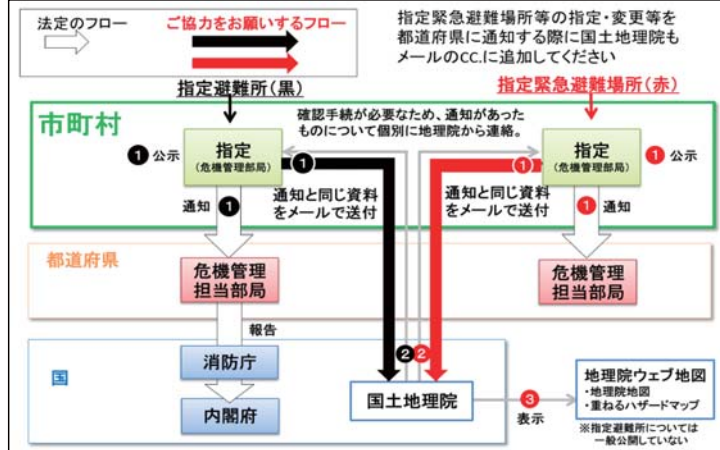 法定のフロー
ご協力をお願いするフロー
指定緊急避難場所等の指定・変更等を
都道府県に通知する際に国土地理院も
メールのCC.に追加してください
指定避難所(黒)
指定緊急避難場所(赤)
市町村
確認手続が必要なため、通知があった
ものについて個別に地理院から連絡。
1 公示
指定
(危機管理部局)
1
1
指定
(危機管理部局)
1 公示
通知 1
通知と同じ資料
をメールで送付
通知と同じ資料
をメールで送付
1 通知
都道府県
危機管理
担当部局
危機管理
担当部局
報告
国
消防庁
内閣府
2 2
国土地理院
3
表示
地理院ウェブ地図
・地理院地図
・重ねるハザードマップ
※指定避難所については
一般公開していない